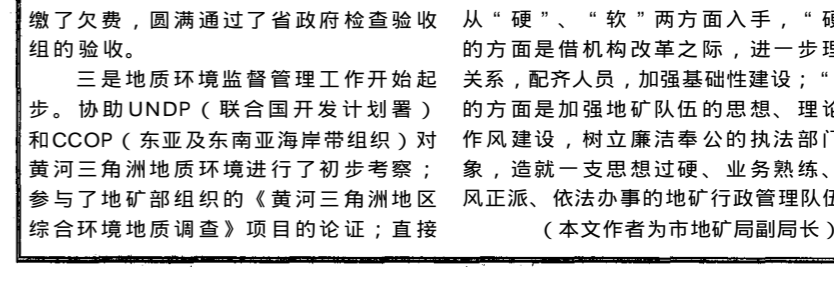 缴了欠费，圆满通过了省政府检查验收
组的验收。
三是地质环境监督管理工作开始起
步。协助UNDP（联合国开发计划署）
和CCOP（东亚及东南亚海岸带组织）对
黄河三角洲地质环境进行了初步考察；
参与了地矿部组织的《黄河三角洲地区
综合环境地质调查》项目的论证；直接
从“硬”、“软”两方面入手，“硬
的方面是借机构改革之际，进一步理
关系，配齐人员，加强基础性建设；“
的方面是加强地矿队伍的思想、理论
作风建设，树立廉洁奉公的执法部门
象，造就一支思想过硬、业务熟练、
风正派、依法办事的地矿行政管理队伍
（本文作者为市地矿局副局长）